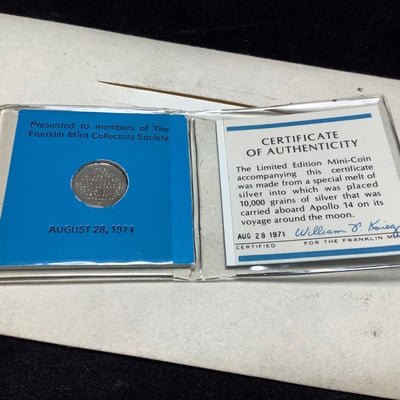 Presented to members of The
Franklin Mint Collectors Society
AUGUST 28, 1971
CERTIFICATE
OF AUTHENTICITY
The Limited Edition Mini-Coin
accompanying this certificate
was made from a special melt of
silver into which was placed
10,000 grains of silver that was
carried aboard Apollo 14 on its
voyage around the moon.
AUG 28 1971 William P. Krieg
CERTIFIED FOR THE FRANKLIN